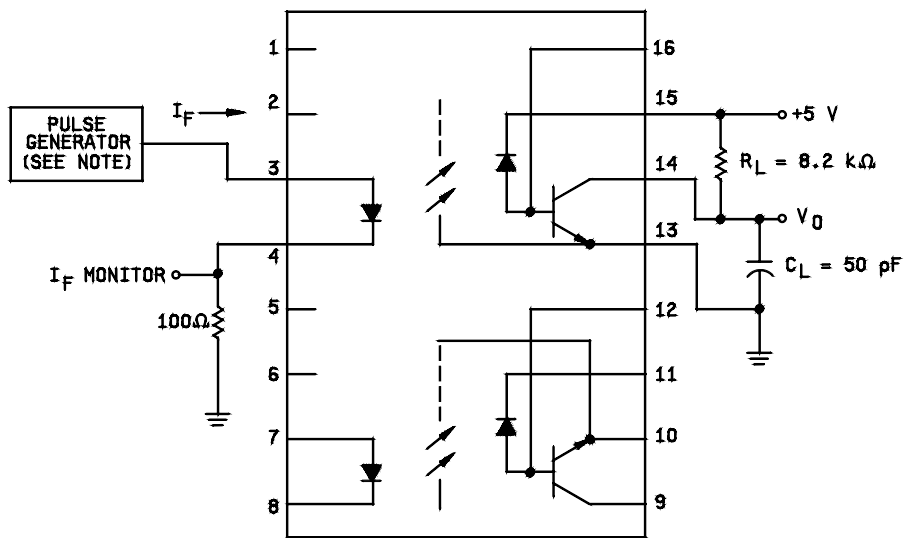 1
2
3
4
5
6
7
8
16
15
14
13
12
11
10
9
PULSE
GENERATOR
(SEE NOTE)
I_F
I_F MONITOR
100Ω
+5 V
R_L = 8.2 kΩ
V_O
C_L = 50 pF